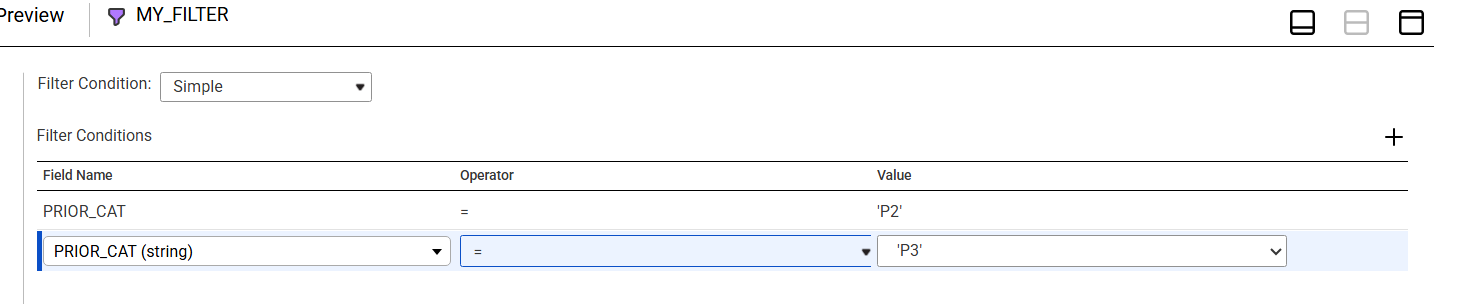 Preview MY_FILTER
Filter Condition: Simple
Filter Conditions +
Field Name Operator Value
PRIOR_CAT = 'P2'
PRIOR_CAT (string) = 'P3'